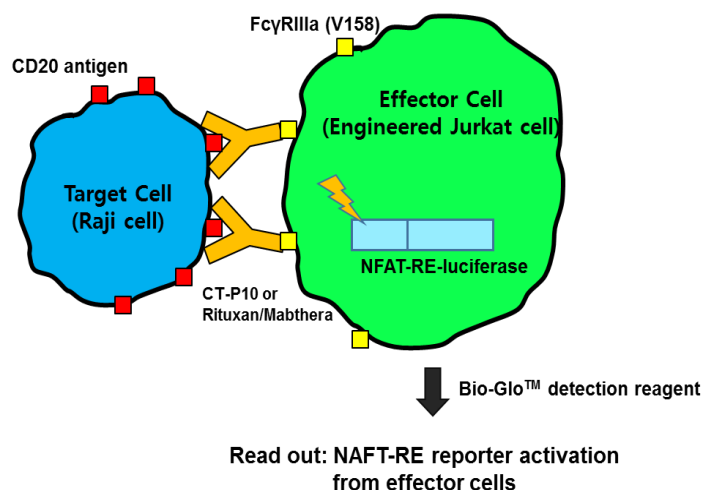 FcγRIIIa (V158)
CD20 antigen
Effector Cell
(Engineered Jurkat cell)
Target Cell
(Raji cell)
NFAT-RE-luciferase
CT-P10 or
Rituxan/Mabthera
Bio-Glo™ detection reagent
Read out: NAFT-RE reporter activation
from effector cells